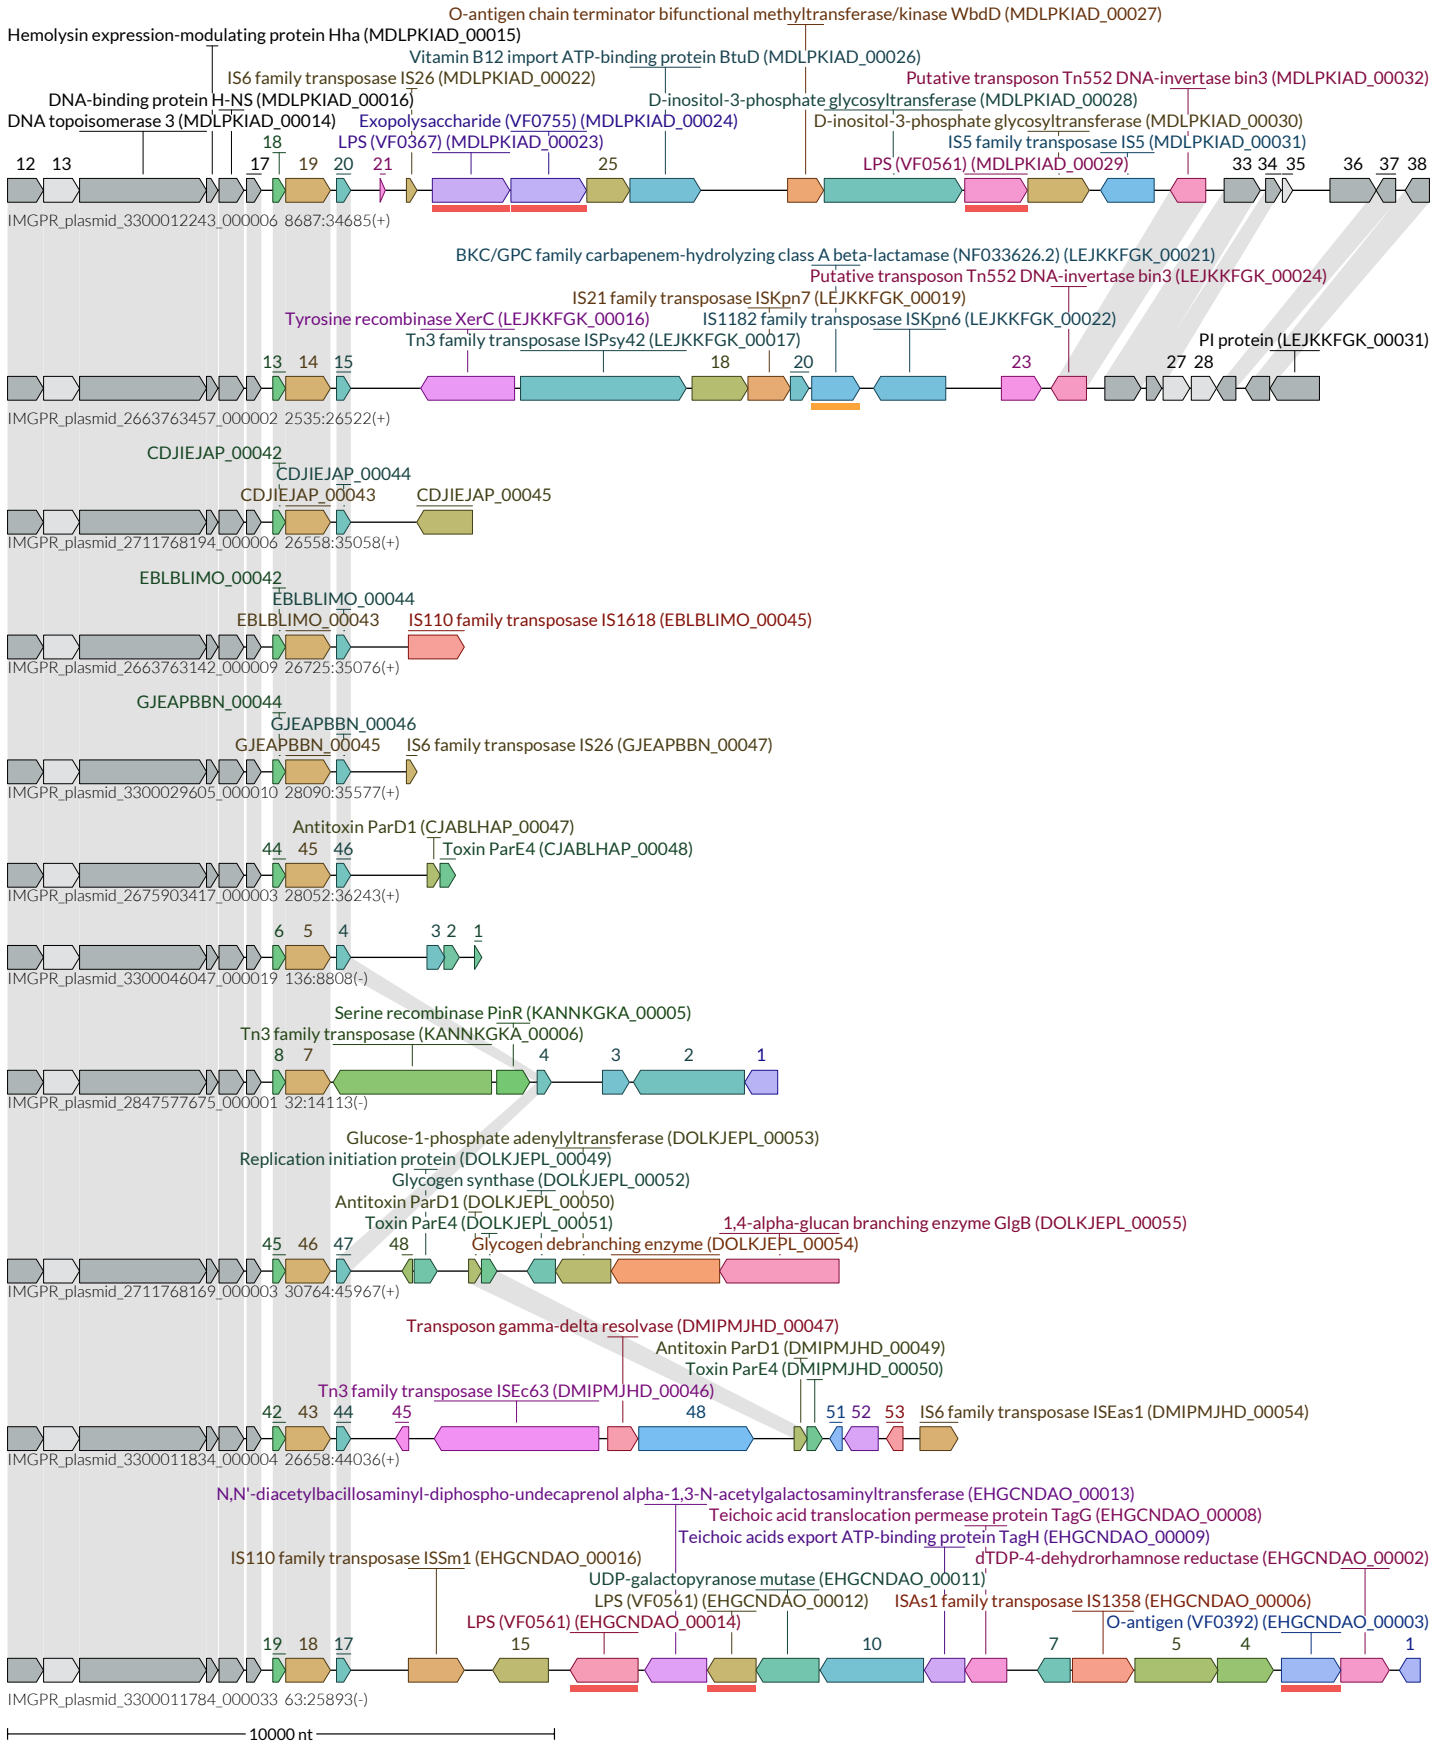 O-antigen chain terminator bifunctional methyltransferase/kinase WbdD (MDLPKIAD_00027)
Hemolysin expression-modulating protein Hha (MDLPKIAD_00015)
Vitamin B12 import ATP-binding protein BtuD (MDLPKIAD_00026)
IS6 family transposase IS26 (MDLPKIAD_00022) Putative transposon Tn552 DNA-invertase bin3 (MDLPKIAD_00032)
DNA-binding protein H-NS (MDLPKIAD_00016) D-inositol-3-phosphate glycosyltransferase (MDLPKIAD_00028)
DNA topoisomerase 3 (MDLPKIAD_00014) Exopolysaccharide (VF0755) (MDLPKIAD_00024) D-inositol-3-phosphate glycosyltransferase (MDLPKIAD_00030)
18 LPS (VF0367) (MDLPKIAD_00023) IS5 family transposase IS5 (MDLPKIAD_00031)
12 13 17 19 20 21 25 LPS (VF0561) (MDLPKIAD_00029) 33 34 35 36 37 38
IMGPR_plasmid_3300012243_000006 8687:34685(+)
BKC/GPC family carbapenem-hydrolyzing class A beta-lactamase (NF033626.2) (LEJKKFGK_00021)
Putative transposon Tn552 DNA-invertase bin3 (LEJKKFGK_00024)
IS21 family transposase ISKpn7 (LEJKKFGK_00019)
Tyrosine recombinase XerC (LEJKKFGK_00016) IS1182 family transposase ISKpn6 (LEJKKFGK_00022)
Tn3 family transposase ISPsy42 (LEJKKFGK_00017) PI protein (LEJKKFGK_00031)
13 14 15 18 20 23 27 28
IMGPR_plasmid_2663763457_000002 2535:26522(+)
CDJIEJAP_00042
CDJIEJAP_00044
CDJIEJAP_00043 CDJIEJAP_00045
IMGPR_plasmid_2711768194_000006 26558:35058(+)
EBLBLIMO_00042
EBLBLIMO_00044
EBLBLIMO_00043 IS110 family transposase IS1618 (EBLBLIMO_00045)
IMGPR_plasmid_2663763142_000009 26725:35076(+)
GJEAPBBN_00044
GJEAPBBN_00046
GJEAPBBN_00045 IS6 family transposase IS26 (GJEAPBBN_00047)
IMGPR_plasmid_3300029605_000010 28090:35577(+)
Antitoxin ParD1 (CJABLHAP_00047)
44 45 46 Toxin ParE4 (CJABLHAP_00048)
IMGPR_plasmid_2675903417_000003 28052:36243(+)
6 5 4 3 2 1
IMGPR_plasmid_3300046047_000019 136:8808(-)
Serine recombinase PinR (KANNKGKA_00005)
Tn3 family transposase (KANNKGKA_00006)
8 7 4 3 2 1
IMGPR_plasmid_2847577675_000001 32:14113(-)
Glucose-1-phosphate adenylyltransferase (DOLKJEPL_00053)
Replication initiation protein (DOLKJEPL_00049)
Glycogen synthase (DOLKJEPL_00052)
Antitoxin ParD1 (DOLKJEPL_00050)
Toxin ParE4 (DOLKJEPL_00051) 1,4-alpha-glucan branching enzyme GlgB (DOLKJEPL_00055)
45 46 47 48 Glycogen debranching enzyme (DOLKJEPL_00054)
IMGPR_plasmid_2711768169_000003 30764:45967(+)
Transposon gamma-delta resolvase (DMIPMJHD_00047)
Antitoxin ParD1 (DMIPMJHD_00049)
Toxin ParE4 (DMIPMJHD_00050)
Tn3 family transposase ISEc63 (DMIPMJHD_00046)
42 43 44 45 48 51 52 53 IS6 family transposase ISEas1 (DMIPMJHD_00054)
IMGPR_plasmid_3300011834_000004 26658:44036(+)
N,N'-diacetylbacillosaminyl-diphospho-undecaprenol alpha-1,3-N-acetylgalactosaminyltransferase (EHGCNDAO_00013)
Teichoic acid translocation permease protein TagG (EHGCNDAO_00008)
Teichoic acids export ATP-binding protein TagH (EHGCNDAO_00009)
IS110 family transposase ISSm1 (EHGCNDAO_00016) dTDP-4-dehydrorhamnose reductase (EHGCNDAO_00002)
UDP-galactopyranose mutase (EHGCNDAO_00011)
LPS (VF0561) (EHGCNDAO_00012) ISAs1 family transposase IS1358 (EHGCNDAO_00006)
LPS (VF0561) (EHGCNDAO_00014) O-antigen (VF0392) (EHGCNDAO_00003)
19 18 17 15 10 7 5 4 1
IMGPR_plasmid_3300011784_000033 63:25893(-)
10000 nt